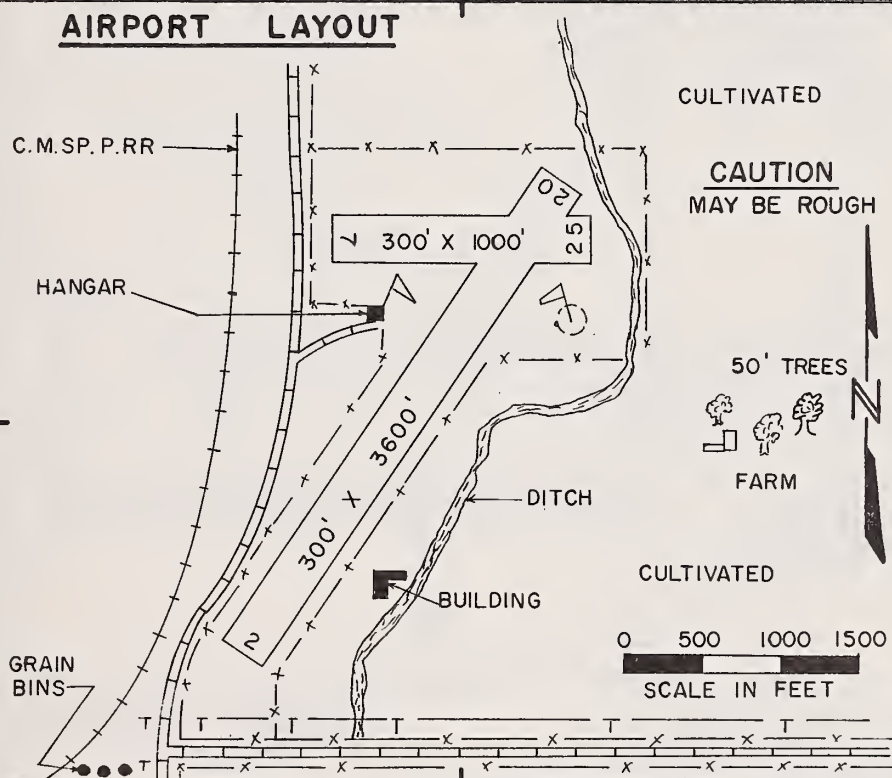 AIRPORT LAYOUT
CULTIVATED
C.M.SP.P.RR
CAUTION
MAY BE ROUGH
20
7
300' X 1000'
25
HANGAR
50' TREES
N
FARM
300' X 3600'
DITCH
CULTIVATED
BUILDING
2
0 500 1000 1500
SCALE IN FEET
GRAIN
BINS
T T T T T T
T